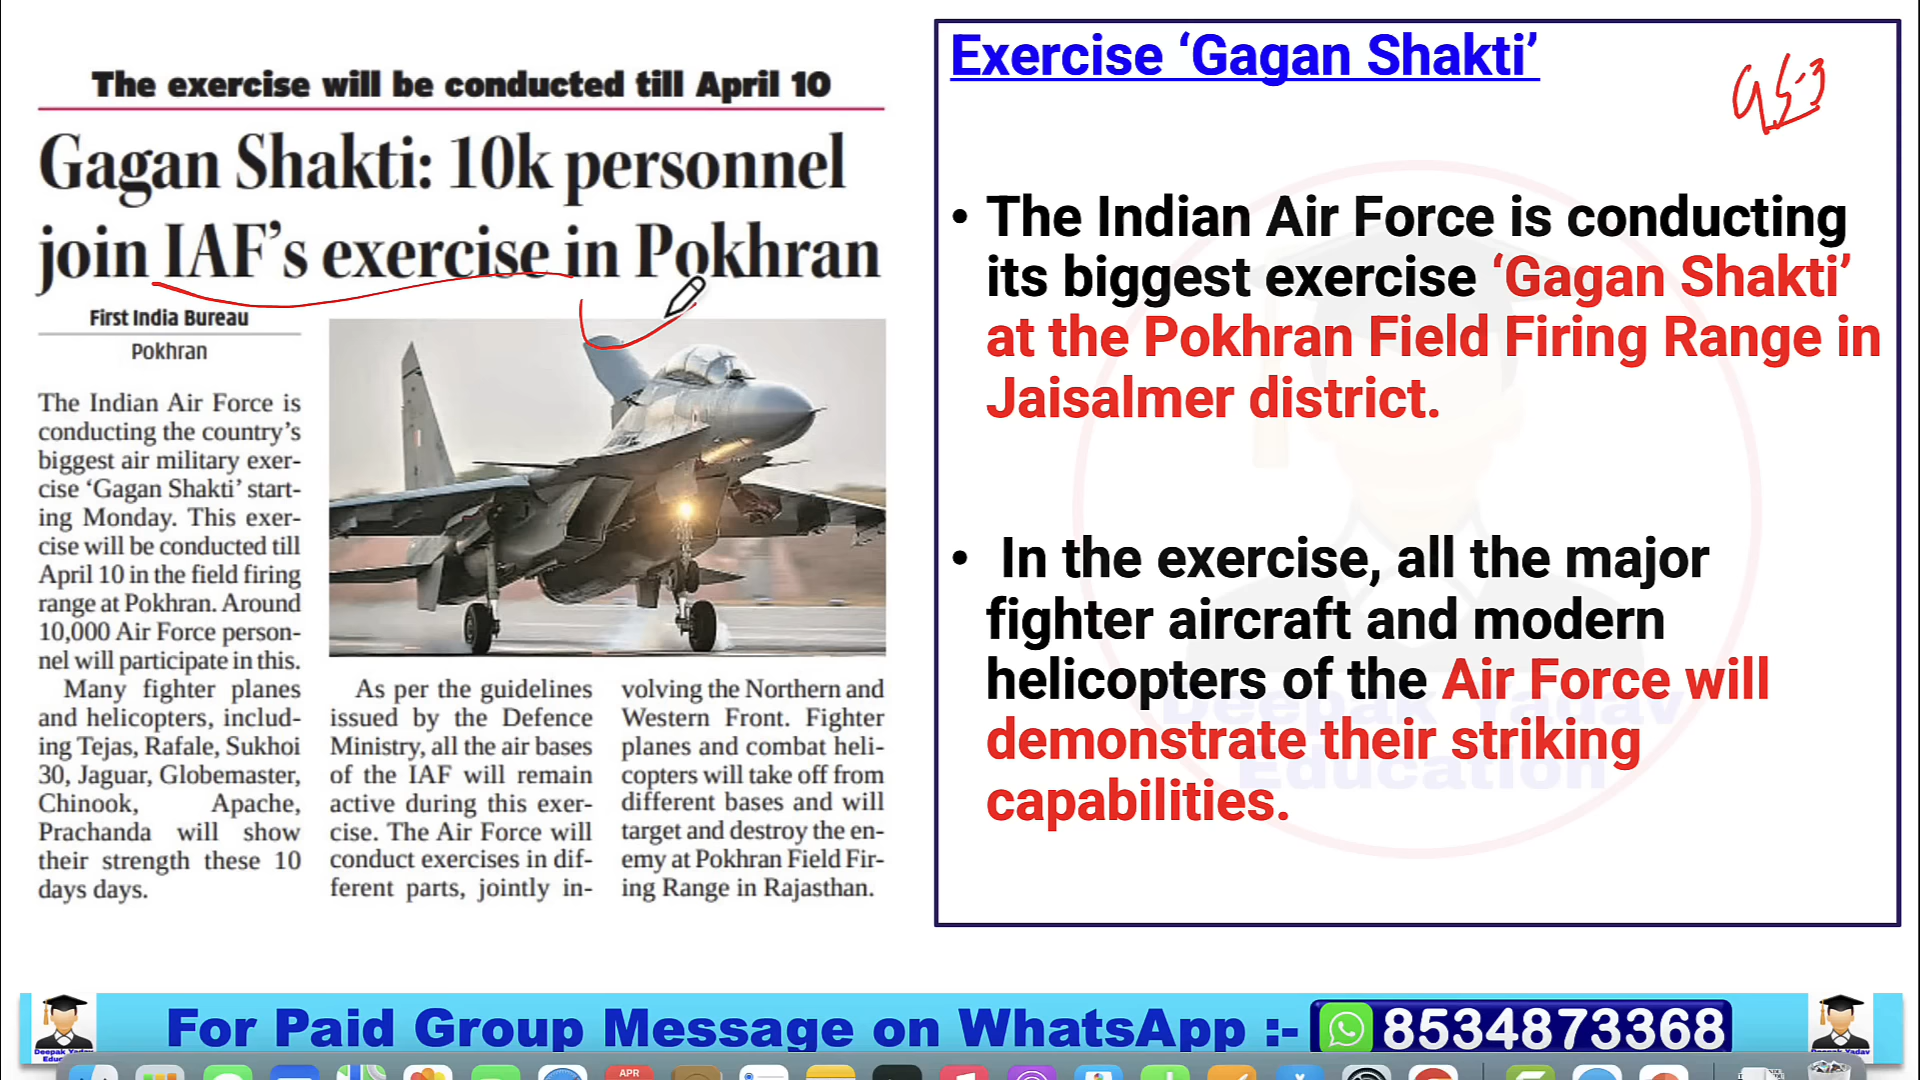 The exercise will be conducted till April 10
Gagan Shakti: 10k personnel
join IAF's exercise in Pokhran
First India Bureau
Pokhran
The Indian Air Force is
conducting the country's
biggest air military exer-
cise ‘Gagan Shakti’ start-
ing Monday. This exer-
cise will be conducted till
April 10 in the field firing
range at Pokhran. Around
10,000 Air Force person-
nel will participate in this.
Many fighter planes
and helicopters, includ-
ing Tejas, Rafale, Sukhoi
30, Jaguar, Globemaster,
Chinook, Apache,
Prachanda will show
their strength these 10
days days.
As per the guidelines
issued by the Defence
Ministry, all the air bases
of the IAF will remain
active during this exer-
cise. The Air Force will
conduct exercises in dif-
ferent parts, jointly in-
volving the Northern and
Western Front. Fighter
planes and combat heli-
copters will take off from
different bases and will
target and destroy the en-
emy at Pokhran Field Fir-
ing Range in Rajasthan.
Exercise ‘Gagan Shakti’
GS-3
• The Indian Air Force is conducting
its biggest exercise ‘Gagan Shakti’
at the Pokhran Field Firing Range in
Jaisalmer district.
• In the exercise, all the major
fighter aircraft and modern
helicopters of the Air Force will
demonstrate their striking
capabilities.
Deepak Yadav
Education
For Paid Group Message on WhatsApp :- 8534873368
Deepak Yadav
APR